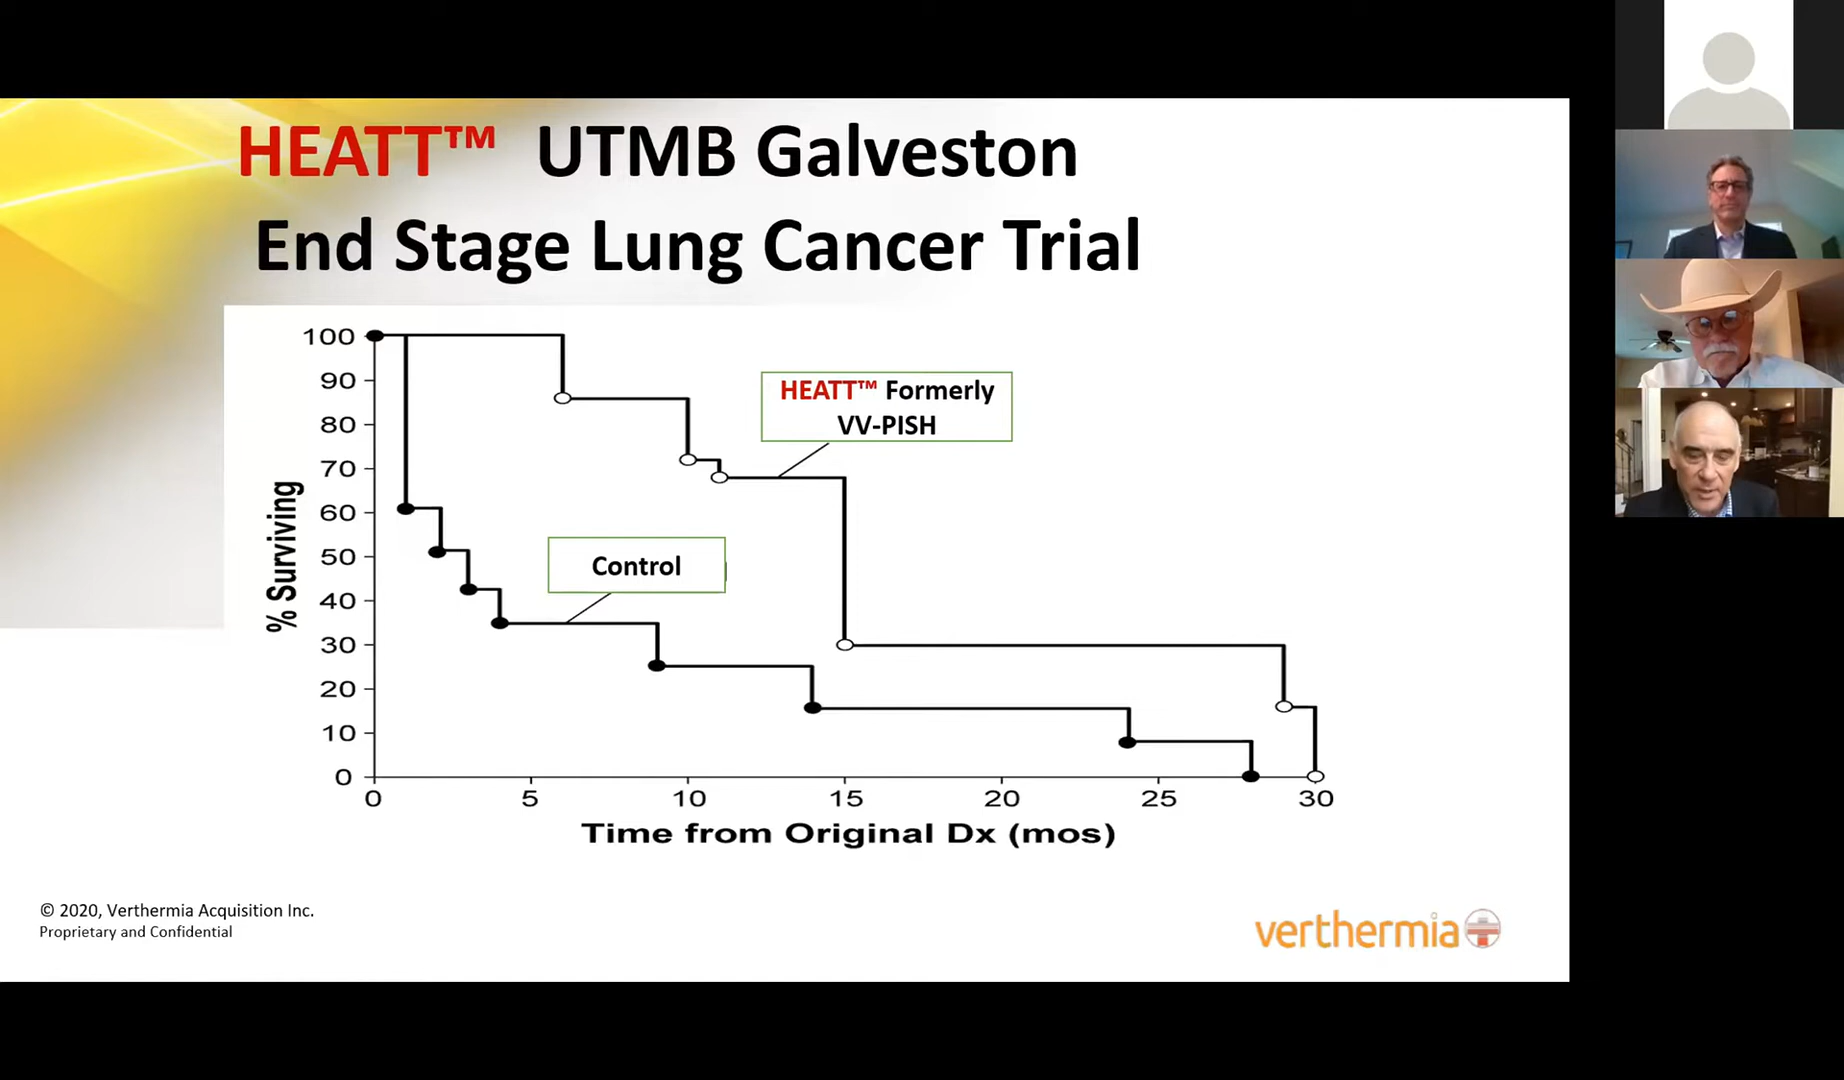 HEATT™ UTMB Galveston
End Stage Lung Cancer Trial
100
90
80
70
60
50
40
30
20
10
0
% Surviving
HEATT™ Formerly
VV-PISH
Control
0 5 10 15 20 25 30
Time from Original Dx (mos)
© 2020, Verthermia Acquisition Inc.
Proprietary and Confidential
verthermia